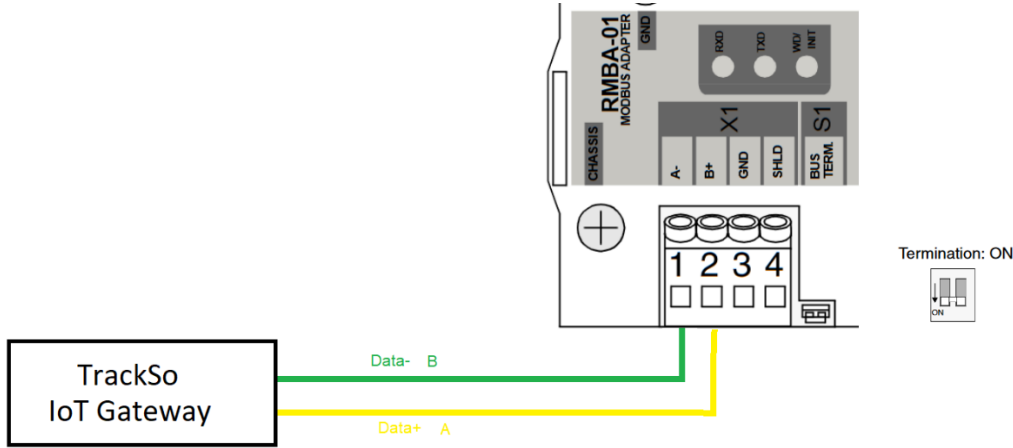 RMBA-01
MODBUS ADAPTER
GND
CHASSIS
RXD
TXD
WD/
INIT
X1
S1
A-
B+
GND
SHLD
BUS
TERM.
1 2 3 4
Termination: ON
ON
TrackSo
IoT Gateway
Data- B
Data+ A